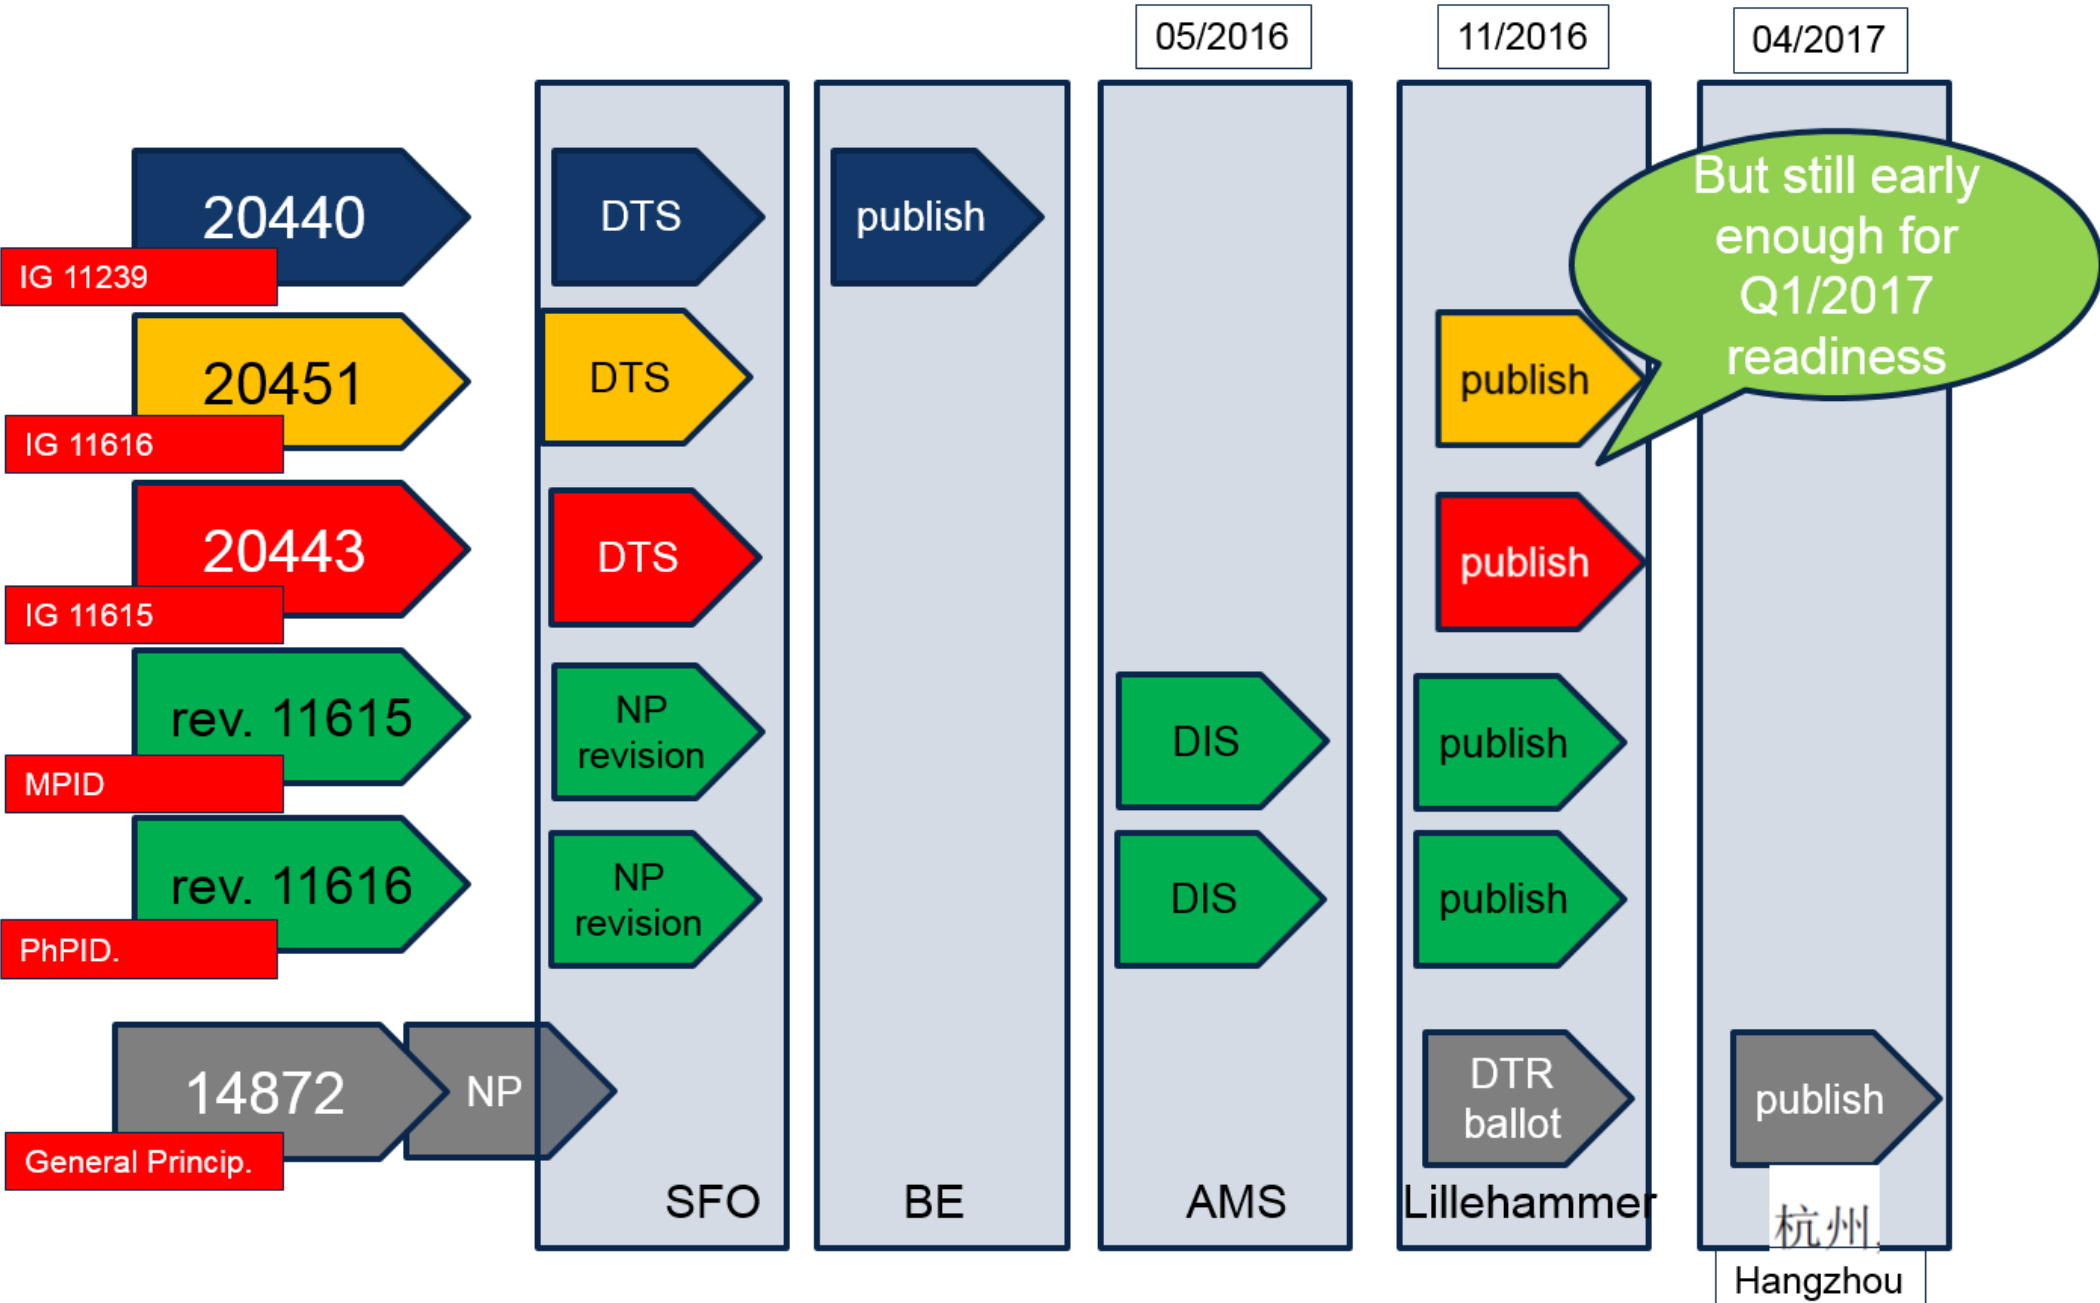 05/2016
11/2016
04/2017
20440
IG 11239
DTS
publish
But still early
enough for
Q1/2017
readiness
20451
IG 11616
DTS
publish
20443
IG 11615
DTS
publish
rev. 11615
MPID
NP
revision
DIS
publish
rev. 11616
PhPID.
NP
revision
DIS
publish
14872
General Princip.
NP
DTR
ballot
publish
SFO
BE
AMS
Lillehammer
杭州
Hangzhou